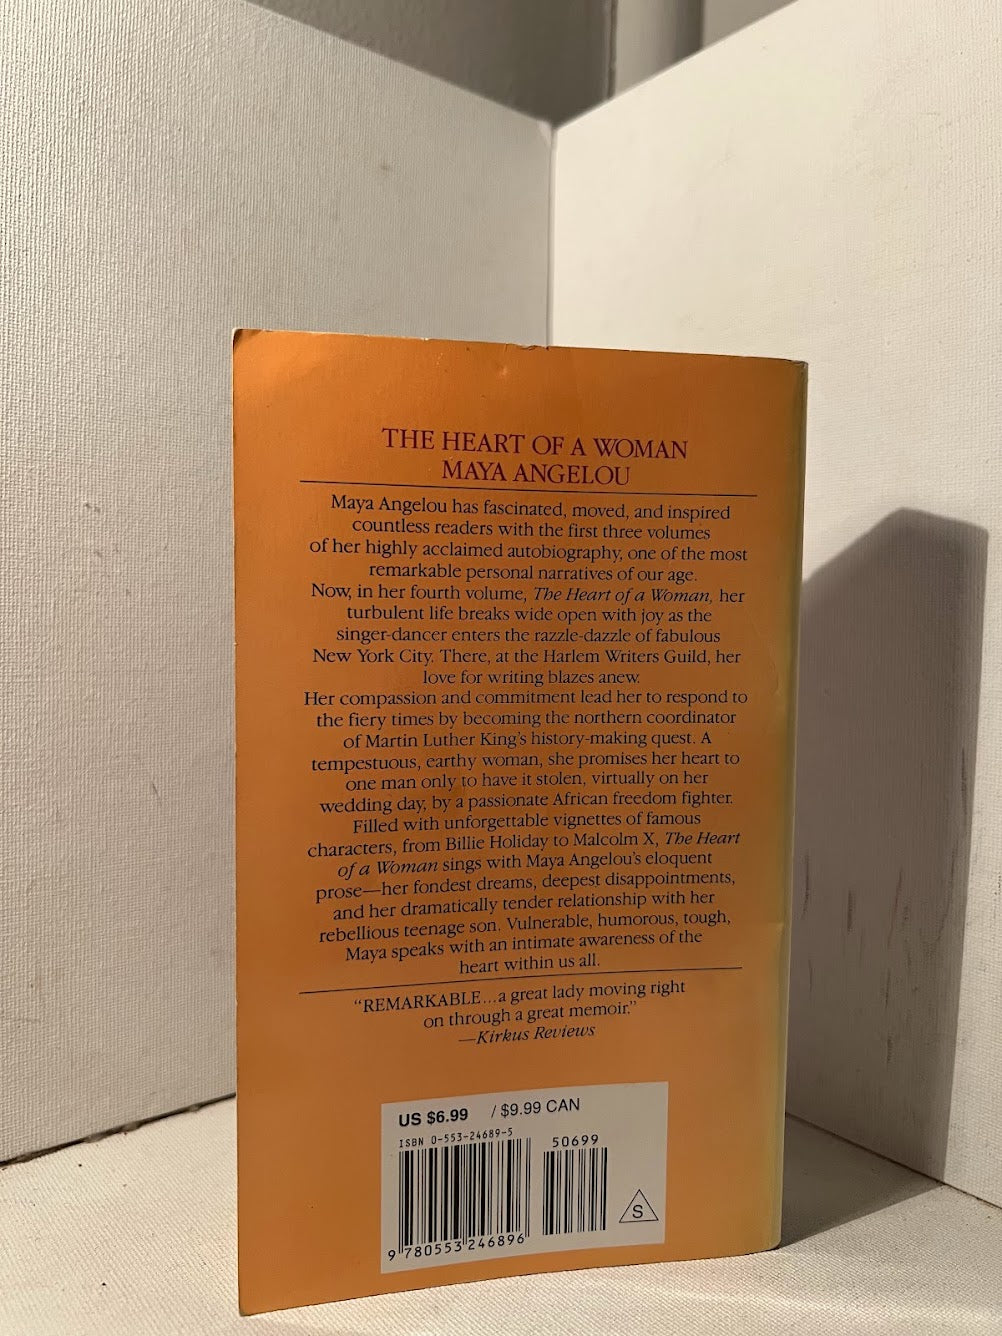 THE HEART OF A WOMAN
MAYA ANGELOU
Maya Angelou has fascinated, moved, and inspired
countless readers with the first three volumes
of her highly acclaimed autobiography, one of the most
remarkable personal narratives of our age.
Now, in her fourth volume, The Heart of a Woman, her
turbulent life breaks wide open with joy as the
singer-dancer enters the razzle-dazzle of fabulous
New York City. There, at the Harlem Writers Guild, her
love for writing blazes anew.
Her compassion and commitment lead her to respond to
the fiery times by becoming the northern coordinator
of Martin Luther King's history-making quest. A
tempestuous, earthy woman, she promises her heart to
one man only to have it stolen, virtually on her
wedding day, by a passionate African freedom fighter.
Filled with unforgettable vignettes of famous
characters, from Billie Holiday to Malcolm X, The Heart
of a Woman sings with Maya Angelou's eloquent
prose—her fondest dreams, deepest disappointments,
and her dramatically tender relationship with her
rebellious teenage son. Vulnerable, humorous, tough,
Maya speaks with an intimate awareness of the
heart within us all.
"REMARKABLE...a great lady moving right
on through a great memoir."
—Kirkus Reviews
US $6.99 / $9.99 CAN
ISBN 0-553-24689-5
50699
S
9 780553 246896